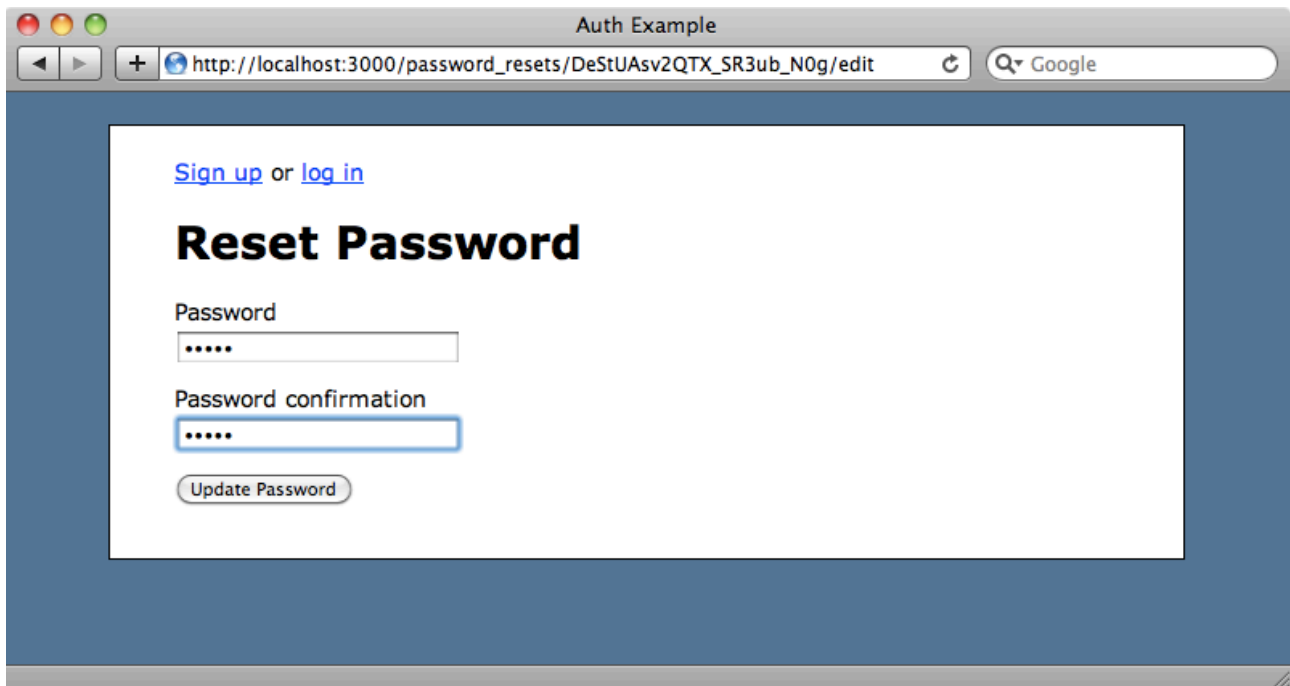 Auth Example
http://localhost:3000/password_resets/DeStUAsv2QTX_SR3ub_N0g/edit
Google
Sign up or log in
Reset Password
Password
•••••
Password confirmation
•••••
Update Password